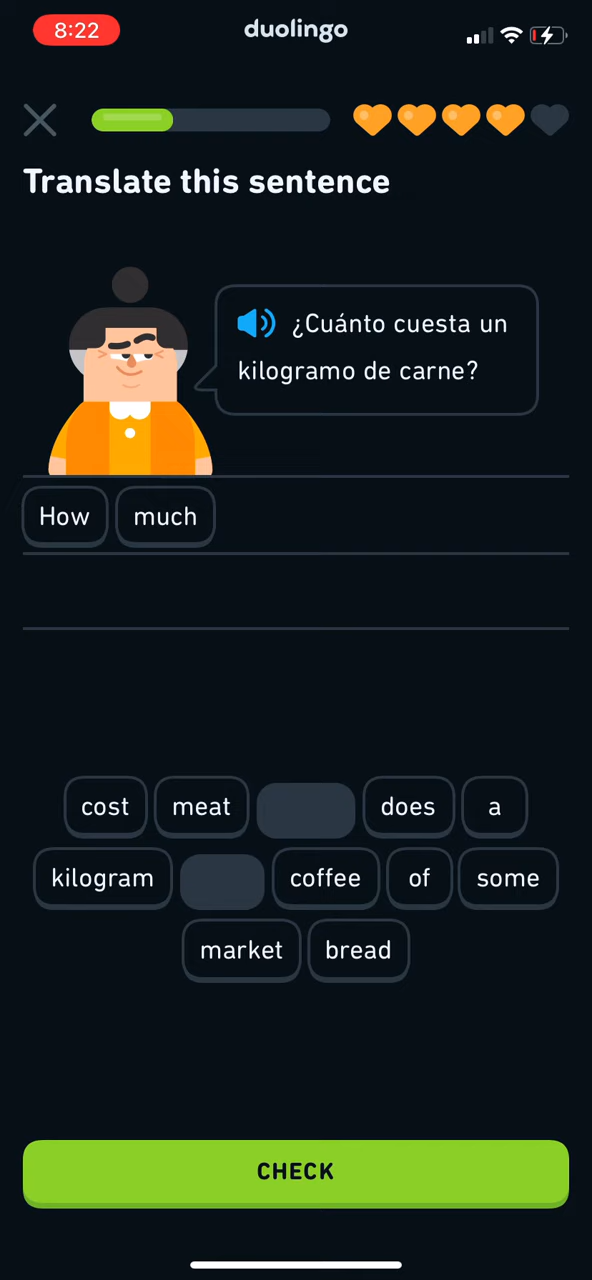 8:22
duolingo
Translate this sentence
¿Cuánto cuesta un
kilogramo de carne?
How much
cost meat does a
kilogram coffee of some
market bread
CHECK